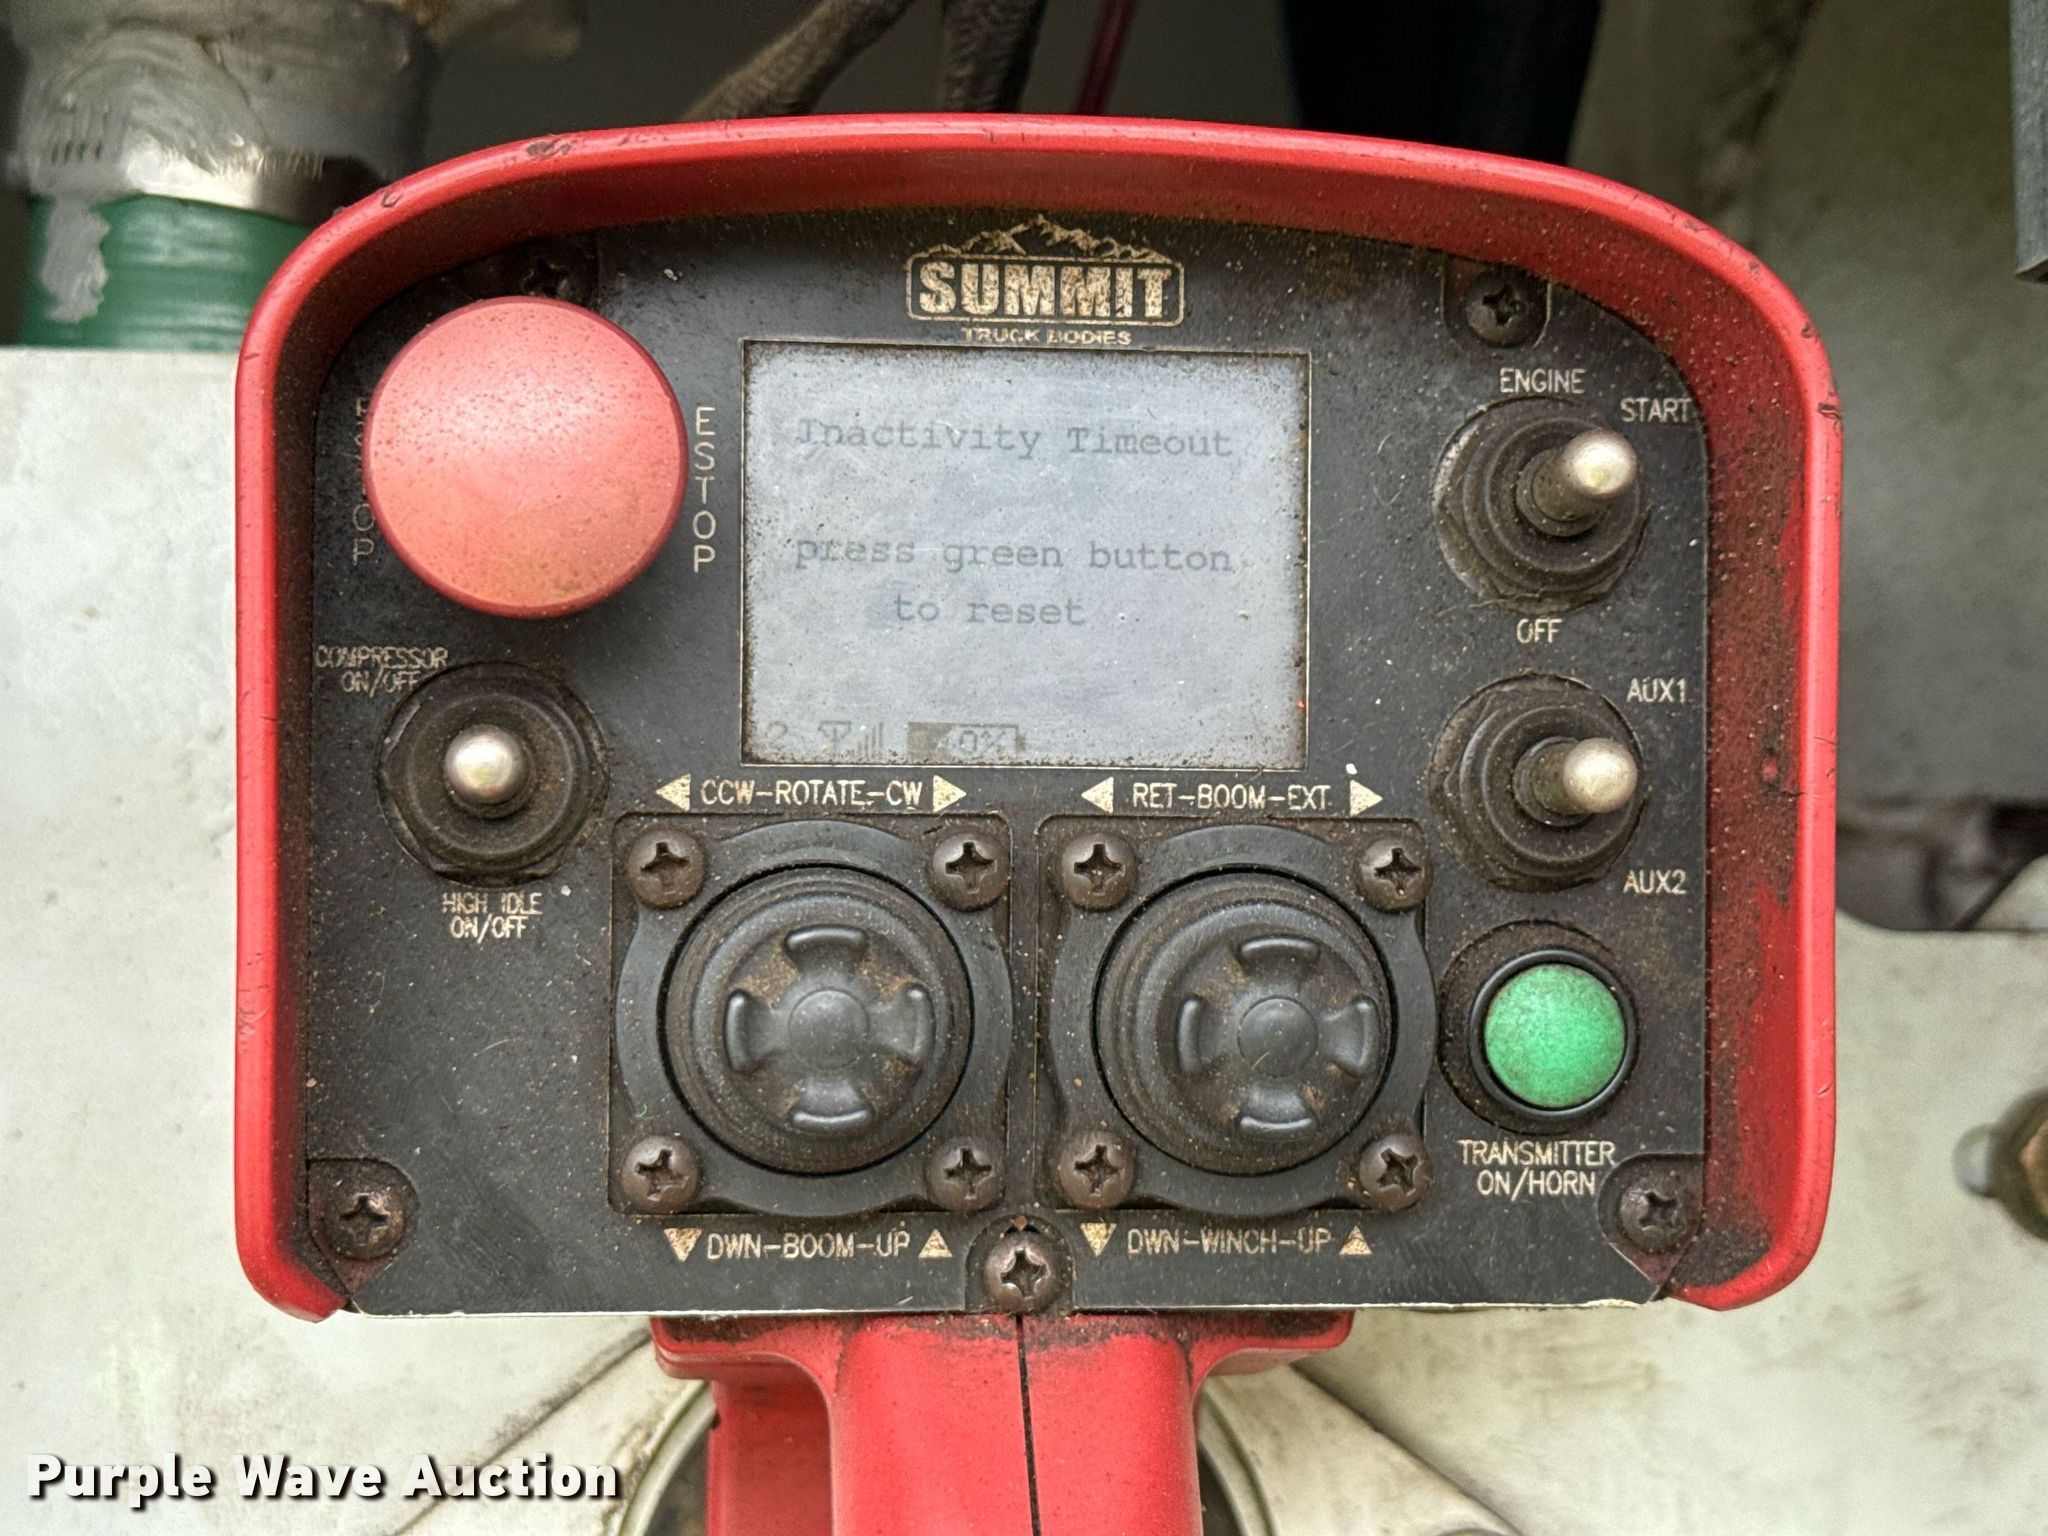 SUMMIT
TRUCK BODIES
ENGINE
START
ESTOP
Inactivity Timeout
press green button
to reset
OFF
COMPRESSOR
ON/OFF
AUX1
CCW-ROTATE-CW
RET-BOOM-EXT
AUX2
HIGH IDLE
ON/OFF
TRANSMITTER
ON/HORN
DWN-BOOM-UP
DWN-WINCH-UP
Purple Wave Auction